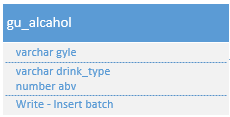 gu_alcahol
varchar gyle
varchar drink_type
number abv
Write - Insert batch